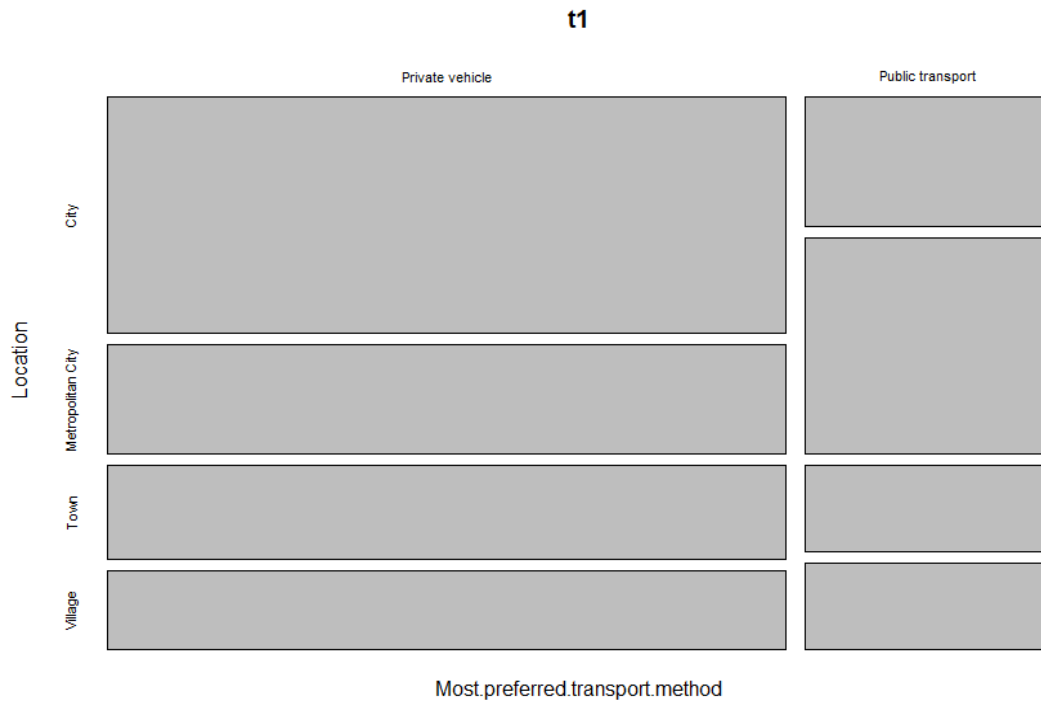 t1
Private vehicle
Public transport
City
Metropolitan City
Town
Village
Location
Most.preferred.transport.method